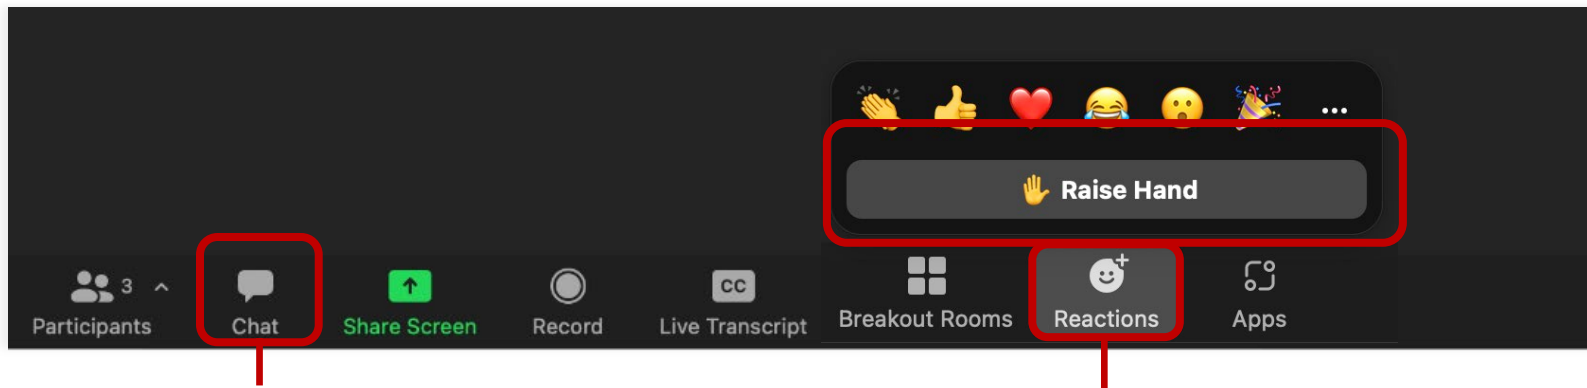 Raise Hand
3
CC
Participants
Chat
Share Screen
Record
Live Transcript
Breakout Rooms
Reactions
Apps